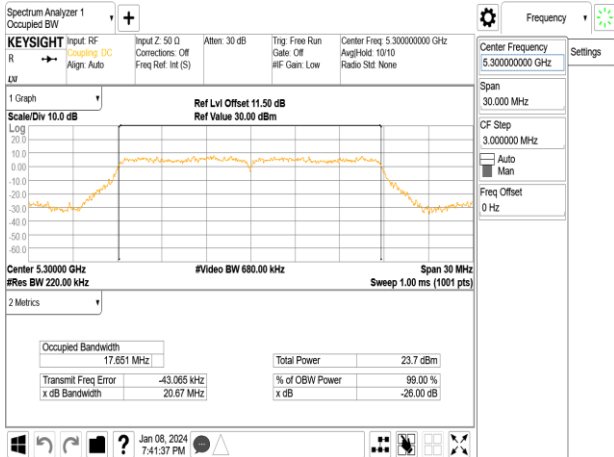 Spectrum Analyzer 1
Occupied BW
Frequency
KEYSIGHT
R
Input: RF
Coupling: DC
Align: Auto
Input Z: 50 Ω
Corrections: Off
Freq Ref: Int (S)
Atten: 30 dB
Trig: Free Run
Gate: Off
#IF Gain: Low
Center Freq: 5.300000000 GHz
Avg|Hold: 10/10
Radio Std: None
LXI
Center Frequency
5.300000000 GHz
Settings
Span
30.000 MHz
CF Step
3.000000 MHz
Auto
Man
Freq Offset
0 Hz
1 Graph
Scale/Div 10.0 dB
Ref Lvl Offset 11.50 dB
Ref Value 30.00 dBm
Log
20.0
10.0
0.00
-10.0
-20.0
-30.0
-40.0
-50.0
-60.0
Center 5.30000 GHz
#Res BW 220.00 kHz
#Video BW 680.00 kHz
Span 30 MHz
Sweep 1.00 ms (1001 pts)
2 Metrics
Occupied Bandwidth
17.651 MHz
Total Power 23.7 dBm
Transmit Freq Error -43.065 kHz
% of OBW Power 99.00 %
x dB Bandwidth 20.67 MHz
x dB -26.00 dB
Jan 08, 2024
7:41:37 PM